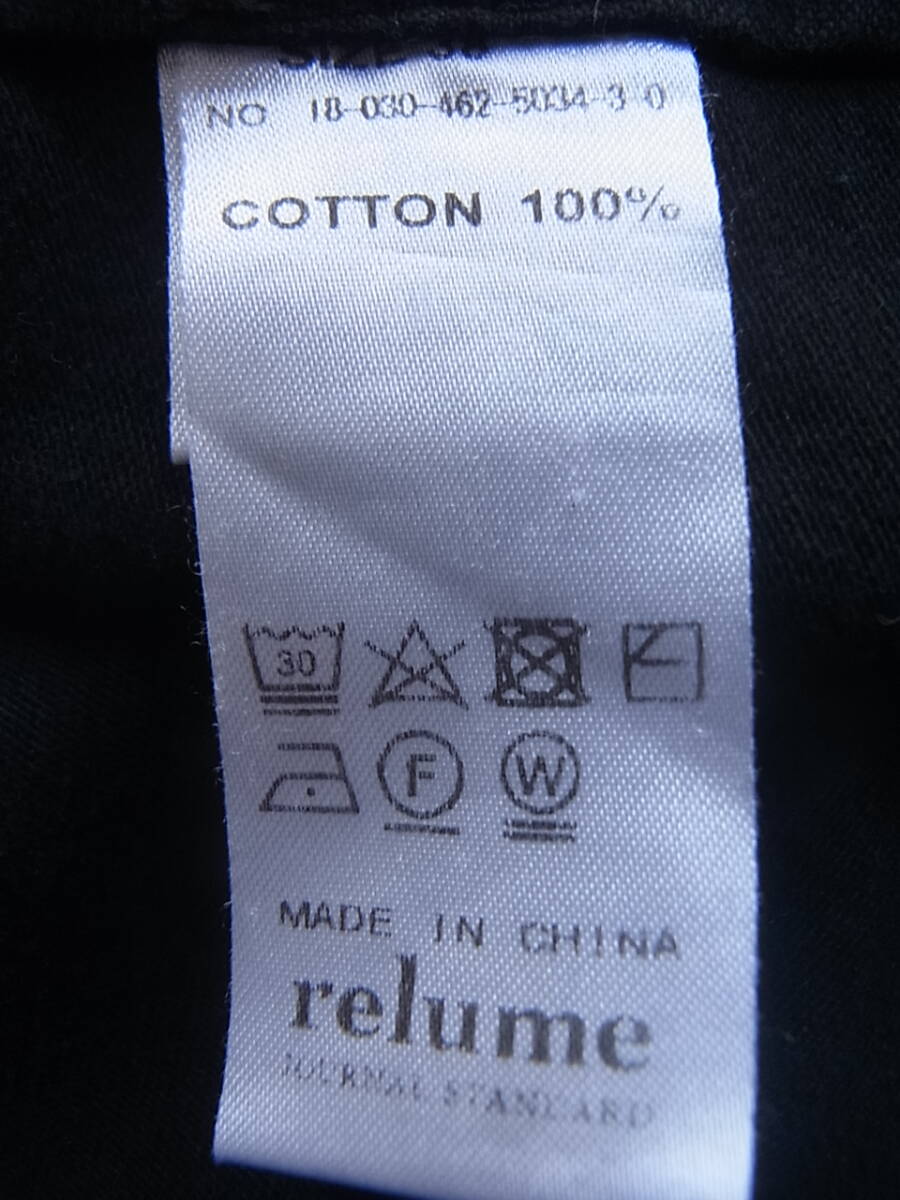 NO 18-030-462-5034-3-0
COTTON 100%
30
F W
MADE IN CHINA
relume
JOURNAL STANDARD